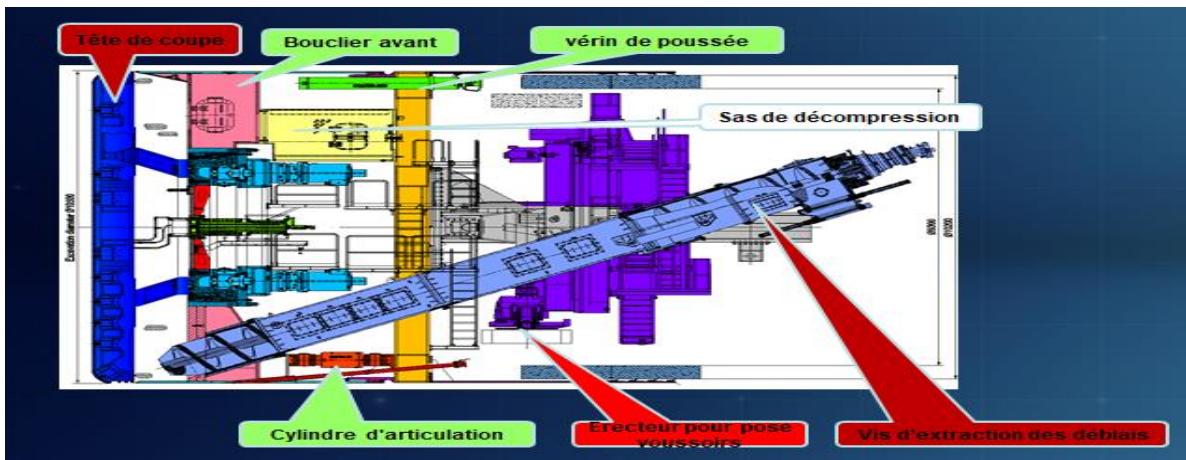 Tête de coupe
Bouclier avant
vérin de poussée
Sas de décompression
Cylindre d'articulation
Erecteur pour pose
voussoirs
Vis d'extraction des déblais